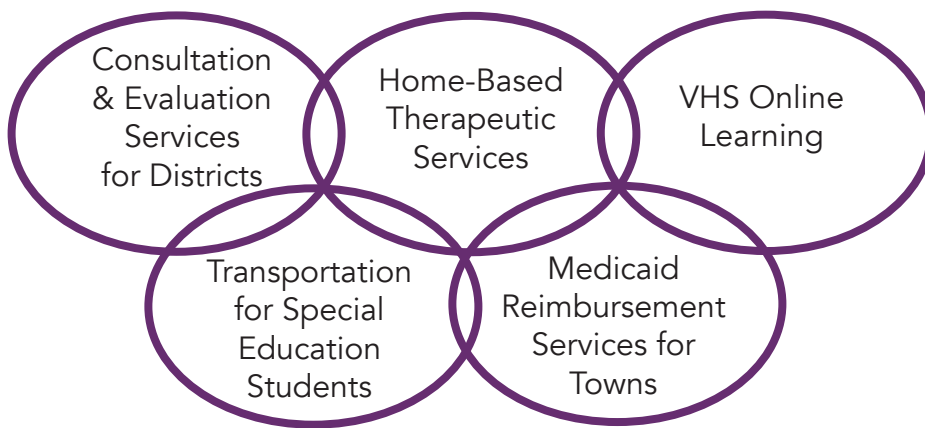 Consultation
& Evaluation
Services
for Districts
Home-Based
Therapeutic
Services
VHS Online
Learning
Transportation
for Special
Education
Students
Medicaid
Reimbursement
Services for
Towns